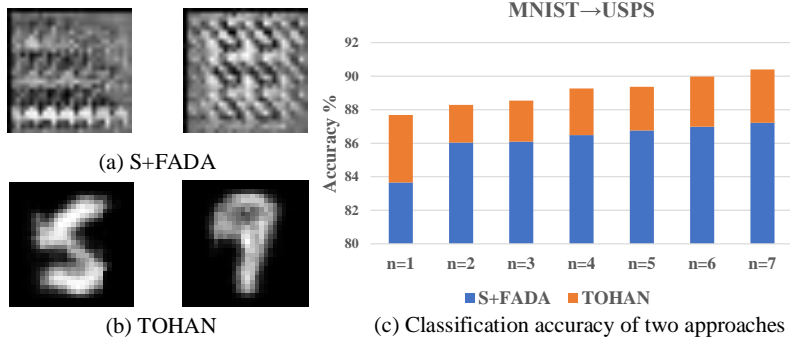 (a) S+FADA
(b) TOHAN
MNIST→USPS
Accuracy %
92
90
88
86
84
82
80
n=1 n=2 n=3 n=4 n=5 n=6 n=7
S+FADA TOHAN
(c) Classification accuracy of two approaches